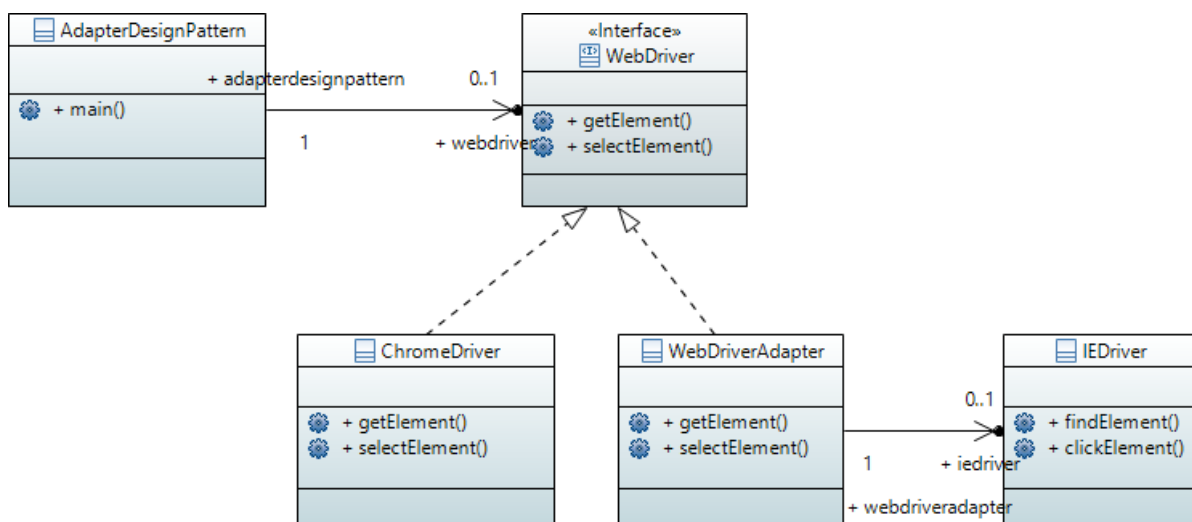 AdapterDesignPattern
+ main()
+ adapterdesignpattern
0..1
1
+ webdriver
«Interface»
WebDriver
+ getElement()
+ selectElement()
ChromeDriver
+ getElement()
+ selectElement()
WebDriverAdapter
+ getElement()
+ selectElement()
0..1
1
+ iedriver
+ webdriveradapter
IEDriver
+ findElement()
+ clickElement()